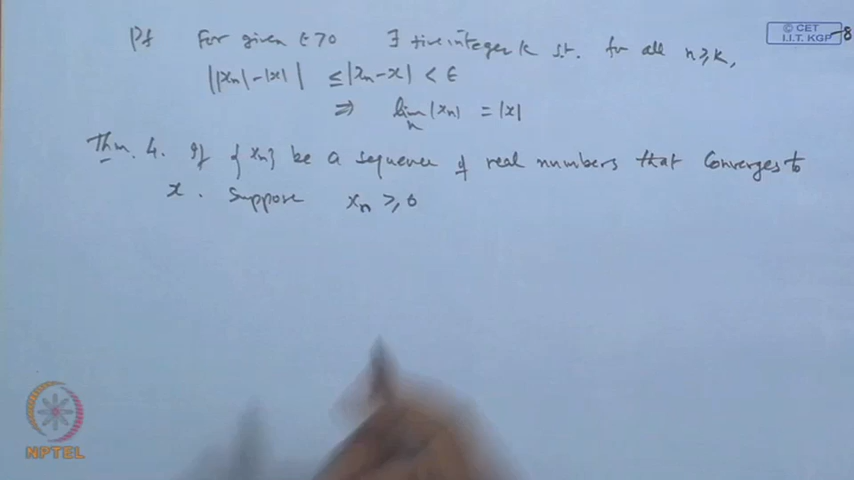 Pf For given ε>0 ∃ +ive integer K s.t. for all n≥K,
||xn|-|x|| ≤ |xn-x| < ε
⇒ lim n |xn| = |x|
Thm. 4. If {xn} be a sequence of real numbers that Converges to
x. Suppose xn ≥ 0
© CET
I.I.T. KGP
8
NPTEL